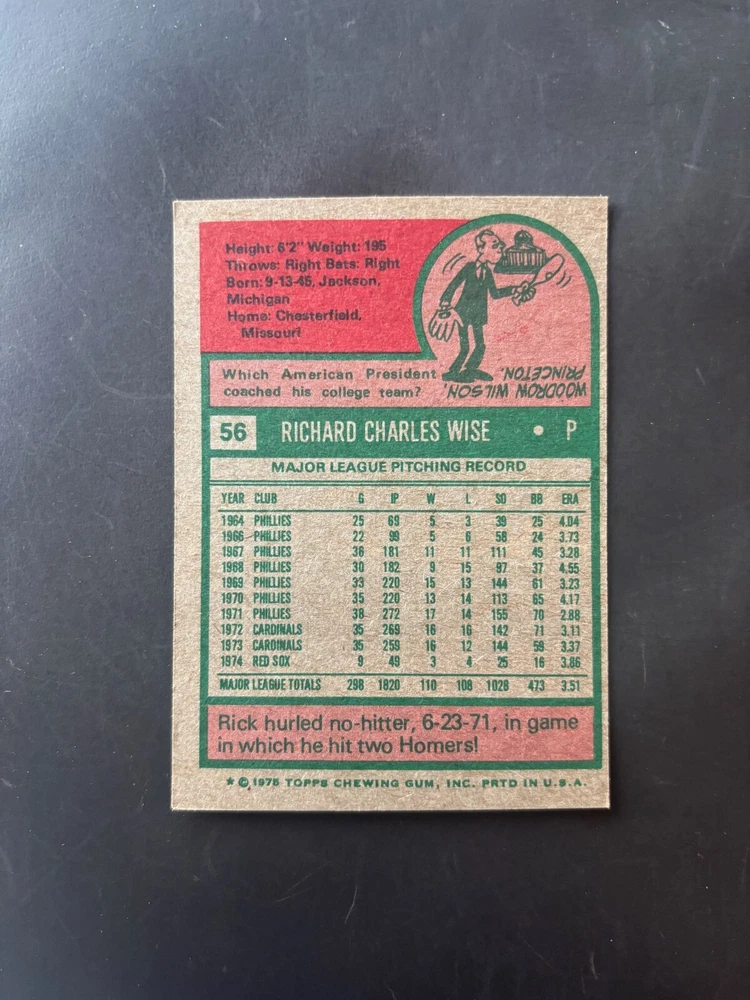 Height: 6'2" Weight: 195
Throws: Right Bats: Right
Born: 9-13-45, Jackson,
Michigan
Home: Chesterfield,
Missouri
Which American President
coached his college team?
WOODROW WILSON,
PRINCETON.
56 RICHARD CHARLES WISE • P
MAJOR LEAGUE PITCHING RECORD
YEAR CLUB G IP W L SO BB ERA
1964 PHILLIES 25 69 5 3 39 25 4.04
1966 PHILLIES 22 99 5 6 58 24 3.73
1967 PHILLIES 36 181 11 11 111 45 3.28
1968 PHILLIES 30 182 9 15 97 37 4.55
1969 PHILLIES 33 220 15 13 144 61 3.23
1970 PHILLIES 35 220 13 14 113 65 4.17
1971 PHILLIES 38 272 17 14 155 70 2.88
1972 CARDINALS 35 269 16 16 142 71 3.11
1973 CARDINALS 35 259 16 12 144 59 3.37
1974 RED SOX 9 49 3 4 25 16 3.86
MAJOR LEAGUE TOTALS 298 1820 110 108 1028 473 3.51
Rick hurled no-hitter, 6-23-71, in game
in which he hit two Homers!
★ © 1975 TOPPS CHEWING GUM, INC. PRTD IN U.S.A.